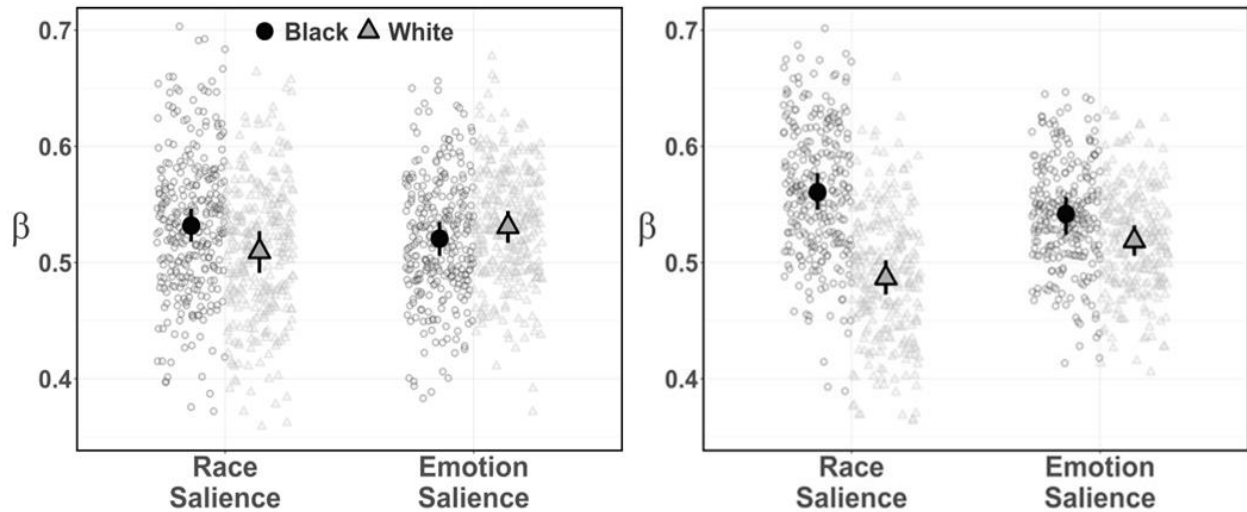 0.7
0.6
0.5
0.4
β
Black White
Race
Salience
Emotion
Salience
0.7
0.6
0.5
0.4
β
Race
Salience
Emotion
Salience